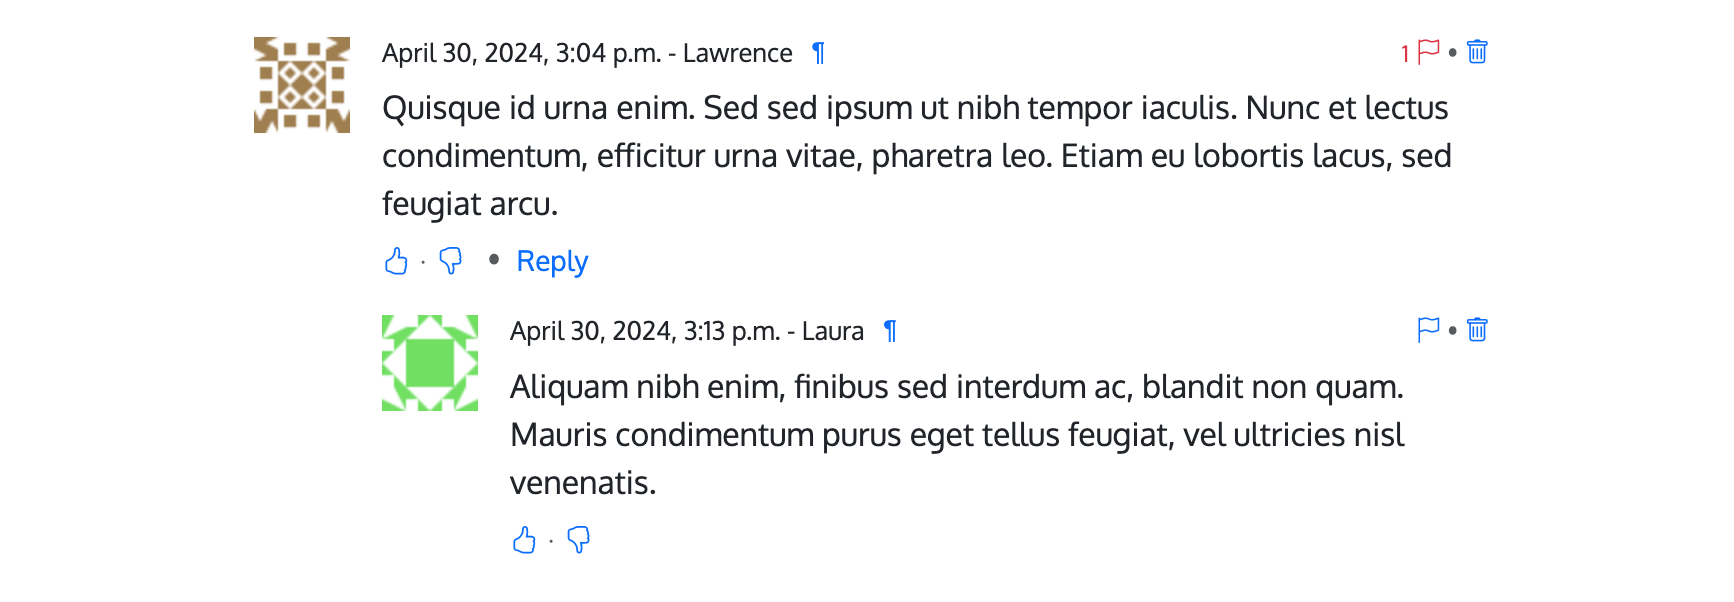 April 30, 2024, 3:04 p.m. - Lawrence ¶ 1 •
Quisque id urna enim. Sed sed ipsum ut nibh tempor iaculis. Nunc et lectus
condimentum, efficitur urna vitae, pharetra leo. Etiam eu lobortis lacus, sed
feugiat arcu.
· • Reply
April 30, 2024, 3:13 p.m. - Laura ¶ •
Aliquam nibh enim, finibus sed interdum ac, blandit non quam.
Mauris condimentum purus eget tellus feugiat, vel ultricies nisl
venenatis.
·